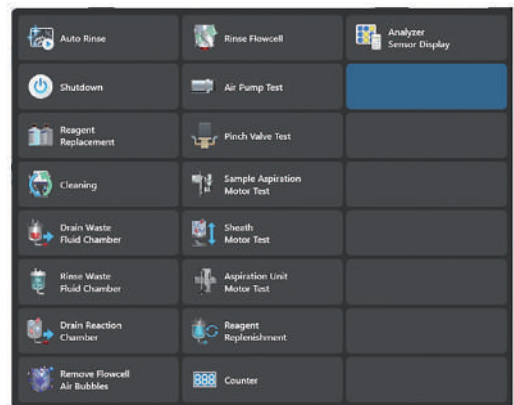 Auto Rinse
Rinse Flowcell
Analyzer
Sensor Display
Shutdown
Air Pump Test
Reagent
Replacement
Pinch Valve Test
Cleaning
Sample Aspiration
Motor Test
Drain Waste
Fluid Chamber
Sheath
Motor Test
Rinse Waste
Fluid Chamber
Aspiration Unit
Motor Test
Drain Reaction
Chamber
Reagent
Replenishment
Remove Flowcell
Air Bubbles
888
Counter